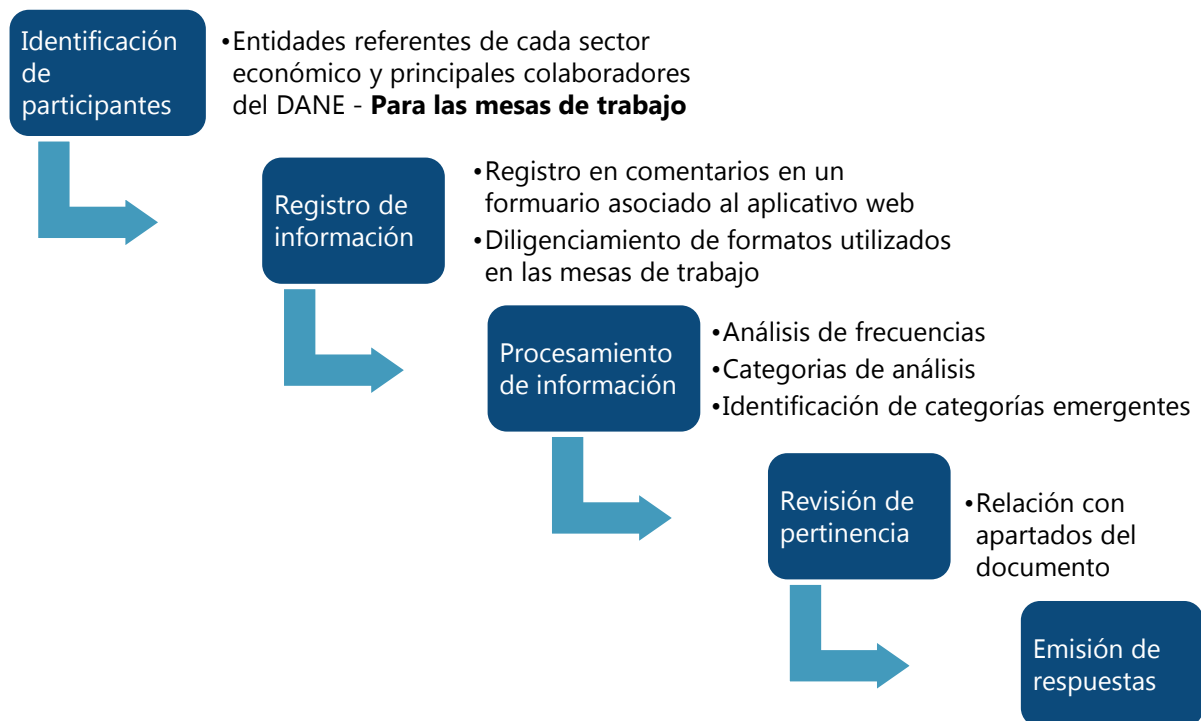 Identificación
de
participantes
•Entidades referentes de cada sector
económico y principales colaboradores
del DANE - Para las mesas de trabajo
Registro de
información
•Registro en comentarios en un
formuario asociado al aplicativo web
•Diligenciamiento de formatos utilizados
en las mesas de trabajo
Procesamiento
de información
•Análisis de frecuencias
•Categorias de análisis
•Identificación de categorías emergentes
Revisión de
pertinencia
•Relación con
apartados del
documento
Emisión de
respuestas